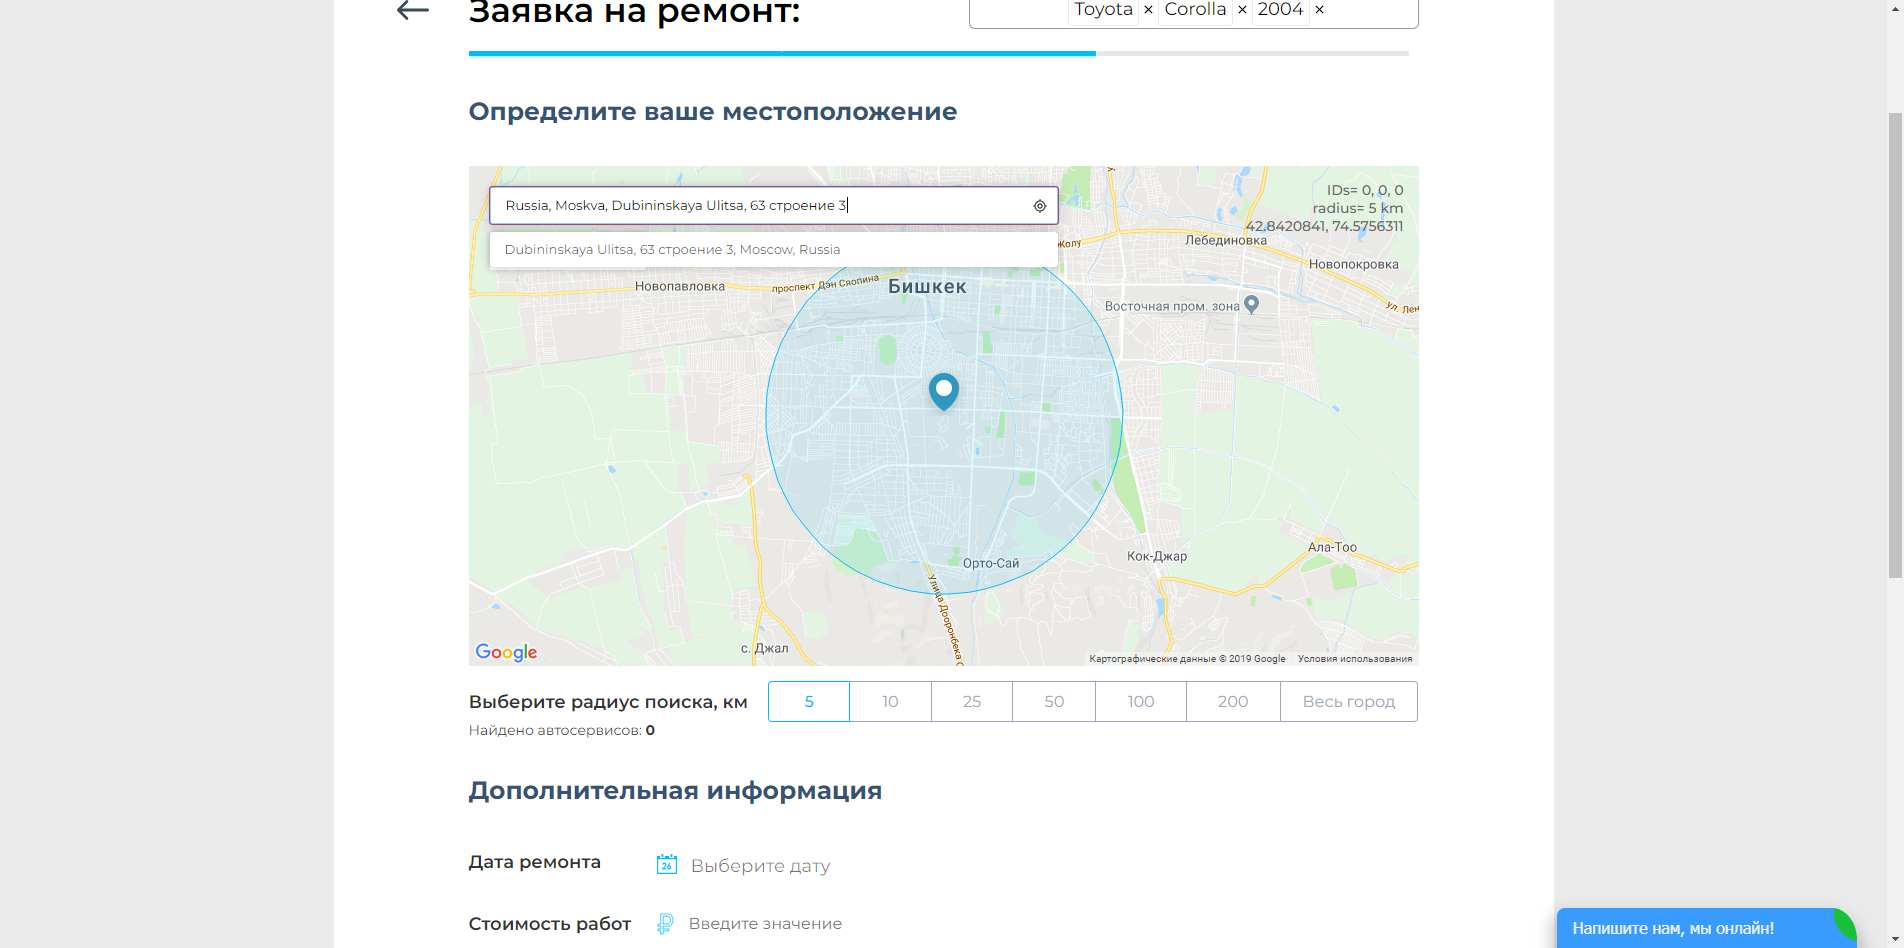 Заявка на ремонт:
Toyota × Corolla × 2004 ×
Определите ваше местоположение
IDs= 0, 0, 0
radius= 5 km
42.8420841, 74.5756311
Russia, Moskva, Dubininskaya Ulitsa, 63 строение 3
Dubininskaya Ulitsa, 63 строение 3, Moscow, Russia
Жолу
Лебединовка
Новопокровка
Новопавловка
проспект Дэн Сяопина
Бишкек
Восточная пром. зона
ул. Лен
Орто-Сай
Кок-Джар
Ала-Тоо
Улица Дооронбека С
с. Джал
Google
Картографические данные © 2019 Google
Условия использования
Выберите радиус поиска, км
5
10
25
50
100
200
Весь город
Найдено автосервисов: 0
Дополнительная информация
Дата ремонта
26
Выберите дату
Стоимость работ
Введите значение
Напишите нам, мы онлайн!